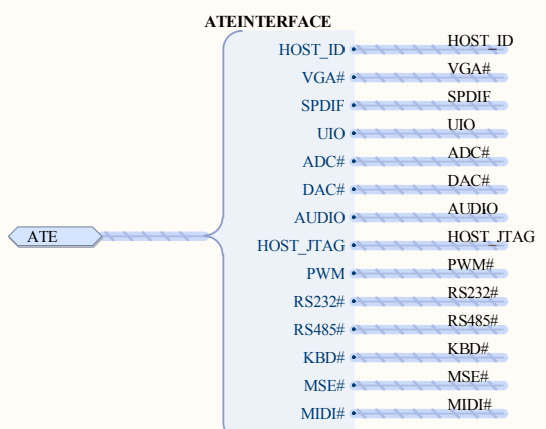 ATEINTERFACE
HOST_ID HOST_ID
VGA# VGA#
SPDIF SPDIF
UIO UIO
ADC# ADC#
DAC# DAC#
AUDIO AUDIO
ATE
HOST_JTAG HOST_JTAG
PWM PWM#
RS232# RS232#
RS485# RS485#
KBD# KBD#
MSE# MSE#
MIDI# MIDI#